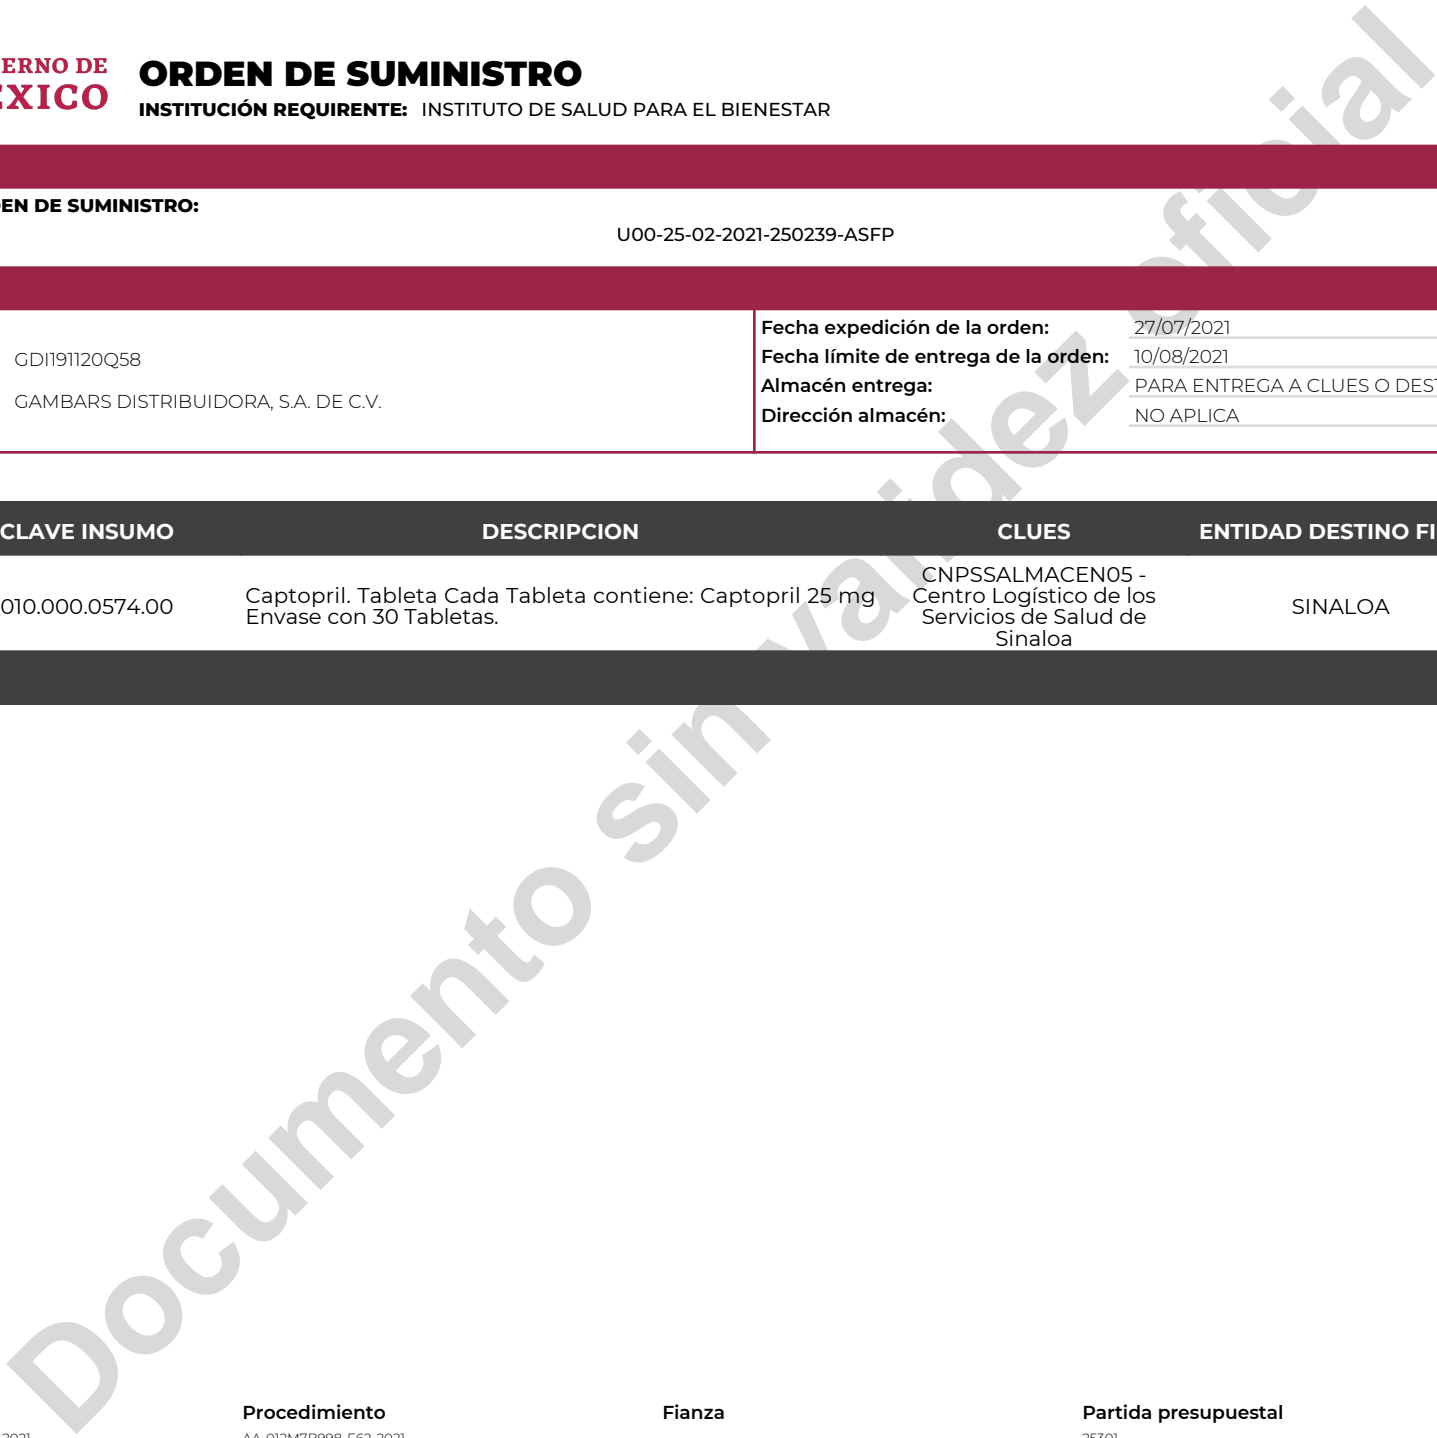 ERNO DE
ÉXICO
ORDEN DE SUMINISTRO
INSTITUCIÓN REQUIRENTE: INSTITUTO DE SALUD PARA EL BIENESTAR
EN DE SUMINISTRO:
U00-25-02-2021-250239-ASFP
GDI191120Q58
GAMBARS DISTRIBUIDORA, S.A. DE C.V.
Fecha expedición de la orden: 27/07/2021
Fecha límite de entrega de la orden: 10/08/2021
Almacén entrega: PARA ENTREGA A CLUES O DEST
Dirección almacén: NO APLICA
CLAVE INSUMO DESCRIPCION CLUES ENTIDAD DESTINO FI
010.000.0574.00
Captopril. Tableta Cada Tableta contiene: Captopril 25 mg
Envase con 30 Tabletas.
CNPSSALMACEN05 -
Centro Logístico de los
Servicios de Salud de
Sinaloa
SINALOA
Documento sin validez oficial
Procedimiento Fianza Partida presupuestal